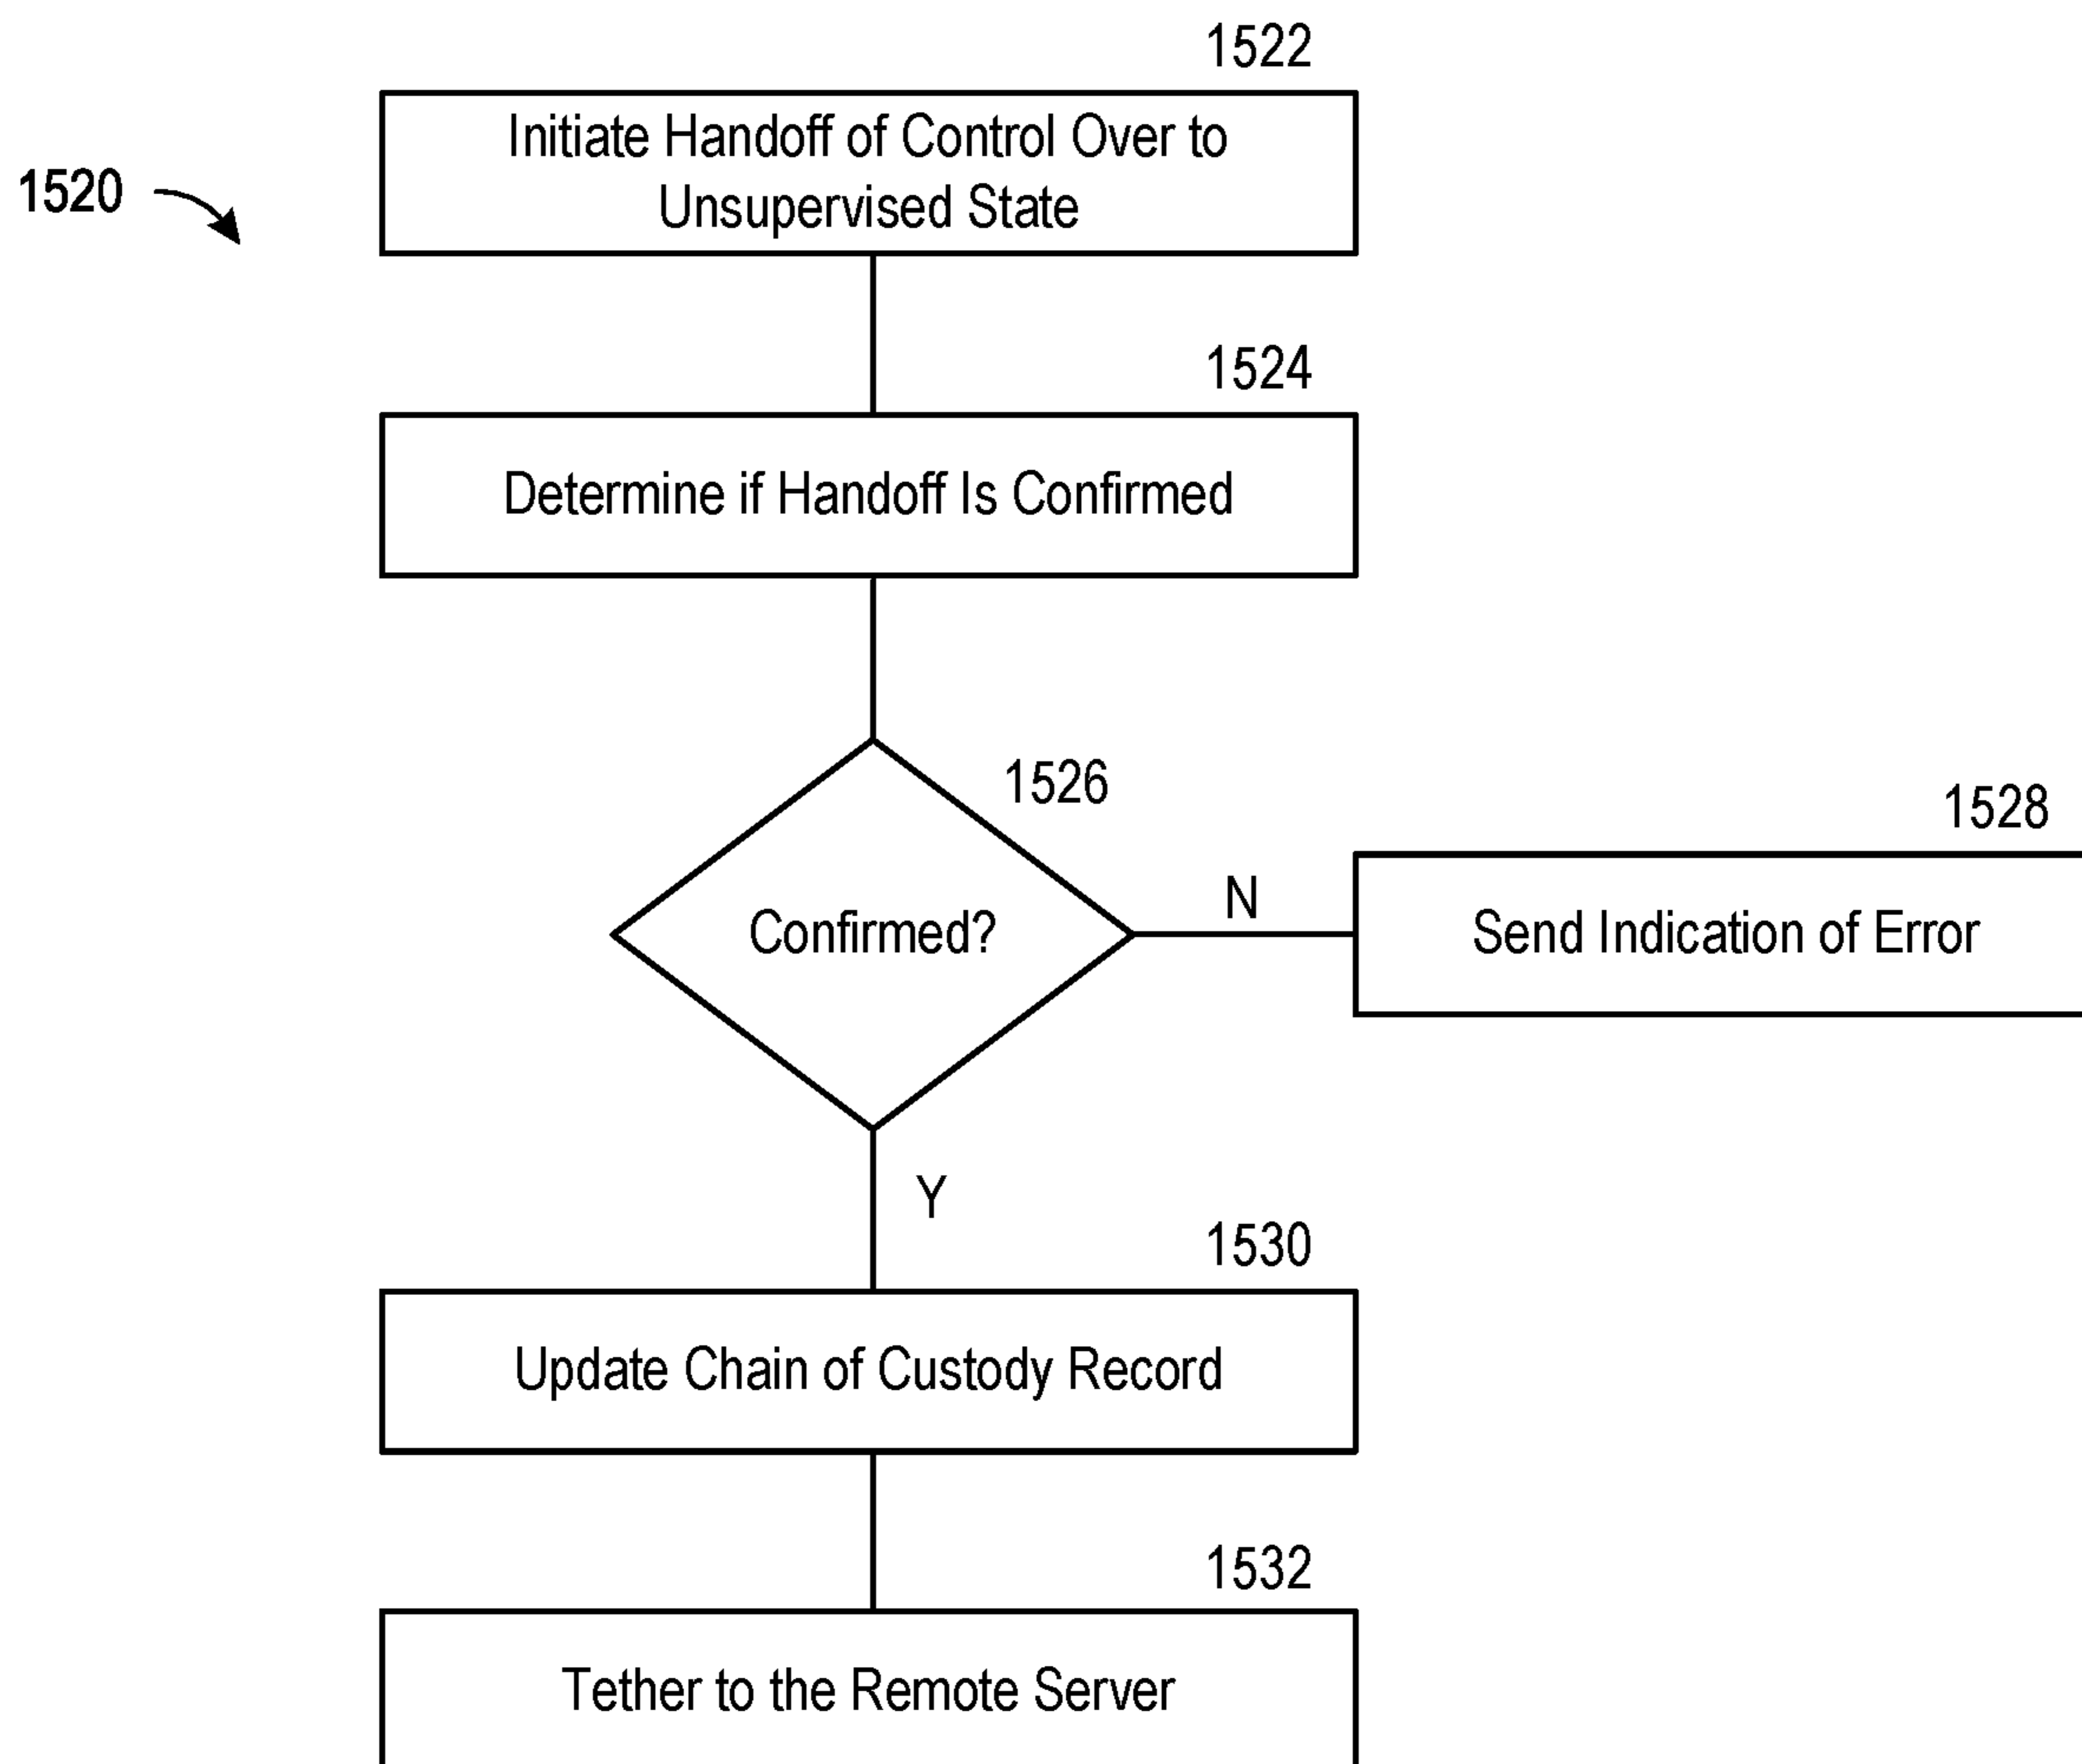 1522
Initiate Handoff of Control Over to
Unsupervised State
1520
1524
Determine if Handoff Is Confirmed
1526
1528
Confirmed?
N
Send Indication of Error
Y
1530
Update Chain of Custody Record
1532
Tether to the Remote Server